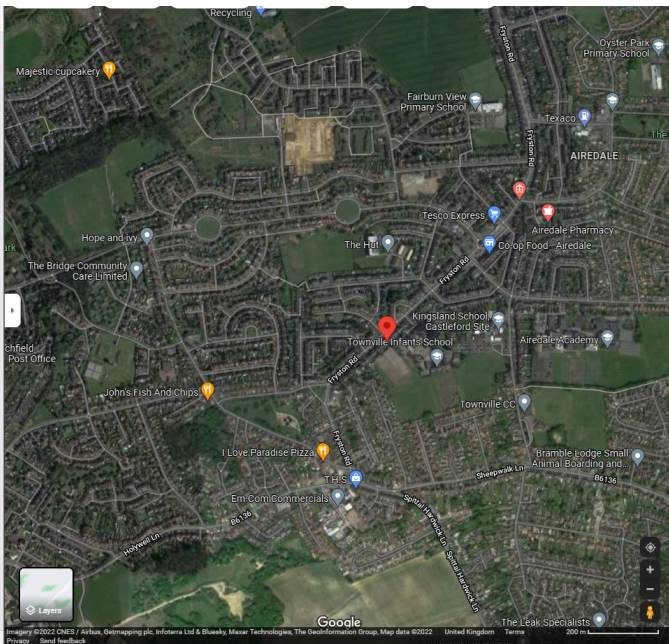 Recycling
Fryston Rd
Oyster Park
Primary School
Majestic cupcakery
Fairburn View
Primary School
Texaco
The
Fryston Rd
AIREDALE
Tesco Express
Airedale Pharmacy
Hope and ivy
The Hut
Co-op Food - Airedale
ark
The Bridge Community
Care Limited
Fryston Rd
Kingsland School,
Castleford Site
chfield
Post Office
Townville Infants School
Airedale Academy
Fryston Rd
John's Fish And Chips
Townville CC
Fryston Rd
I Love Paradise Pizza
Bramble Lodge Small
Animal Boarding and...
Sheepwalk Ln
B6136
T.H.S
Em Com Commercials
Spittal Hardwick Ln
B6136
Holywell Ln
Spittal Hardwick Ln
Layers
Google
The Leak Specialists
Imagery ©2022 CNES / Airbus, Getmapping plc, Infoterra Ltd & Bluesky, Maxar Technologies, The GeoInformation Group, Map data ©2022 United Kingdom Terms 200 m
Privacy Send feedback